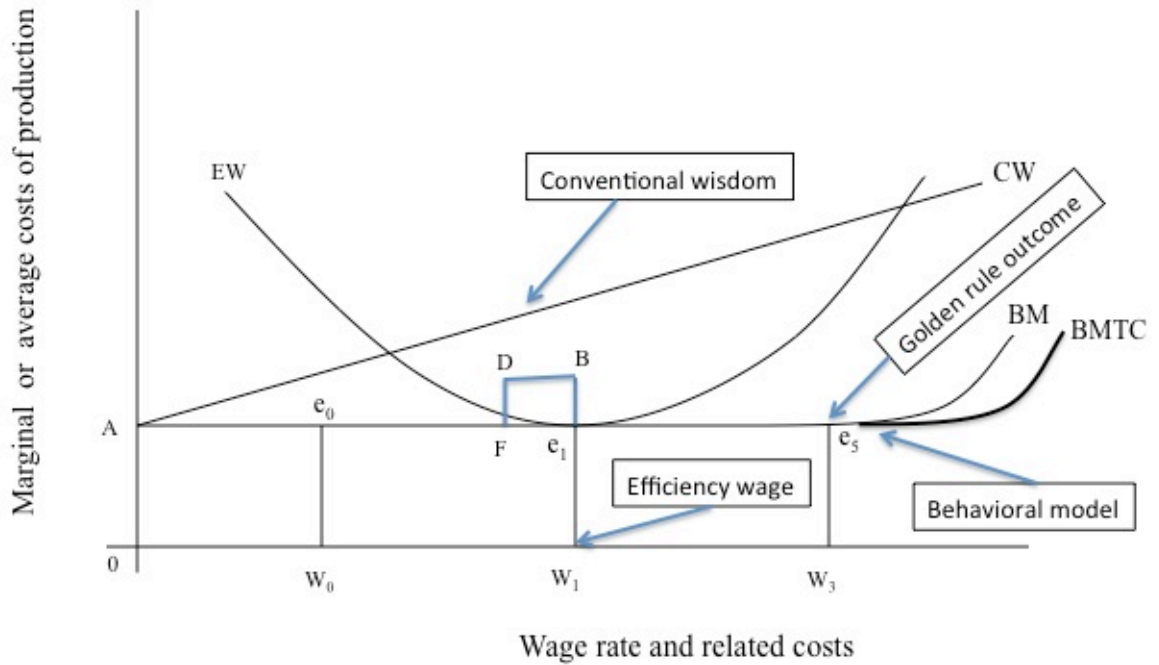 Marginal or average costs of production
EW
Conventional wisdom
CW
Golden rule outcome
BM
BMTC
D
B
e₀
A
F
e₁
e₅
Efficiency wage
Behavioral model
0
W₀
W₁
W₃
Wage rate and related costs